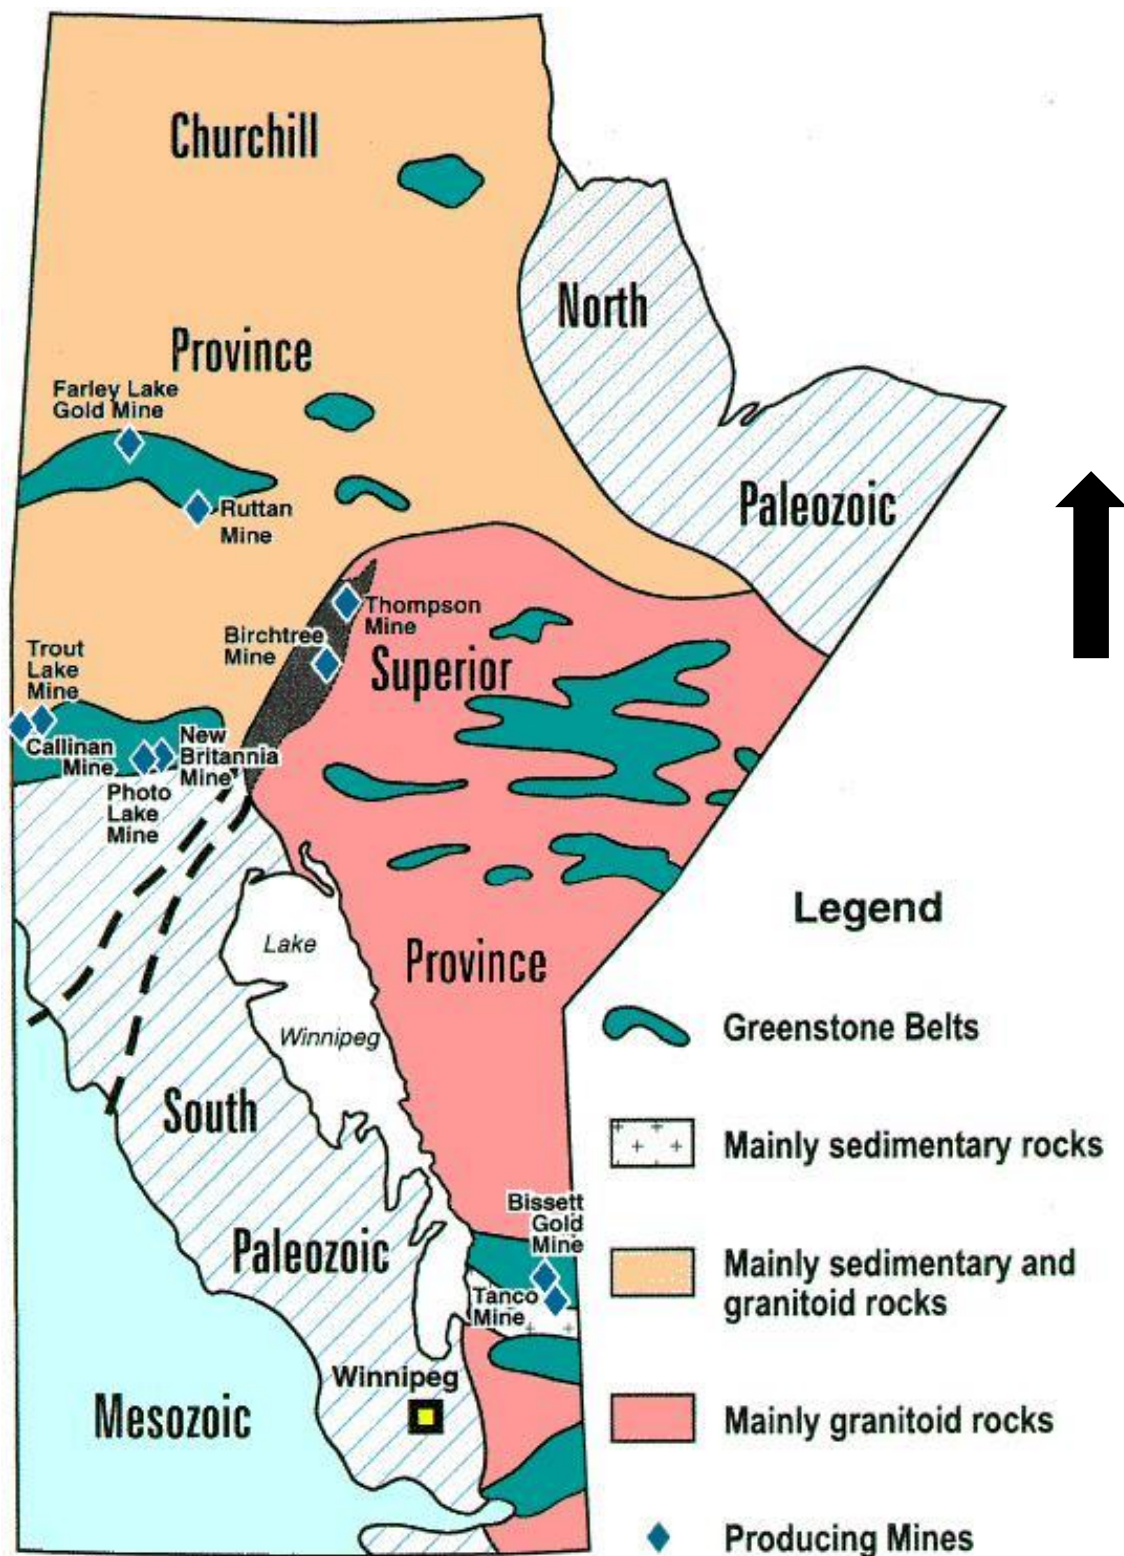 Churchill
North
Province
Farley Lake
Gold Mine
Paleozoic
Ruttan
Mine
Thompson
Mine
Birchtree
Mine
Superior
Trout
Lake
Mine
Callinan
Mine
New
Britannia
Mine
Photo
Lake
Mine
Legend
Lake
Province
Greenstone Belts
Winnipeg
South
Mainly sedimentary rocks
Bissett
Gold
Mine
Paleozoic
Mainly sedimentary and
granitoid rocks
Tanco
Mine
Winnipeg
Mesozoic
Mainly granitoid rocks
Producing Mines